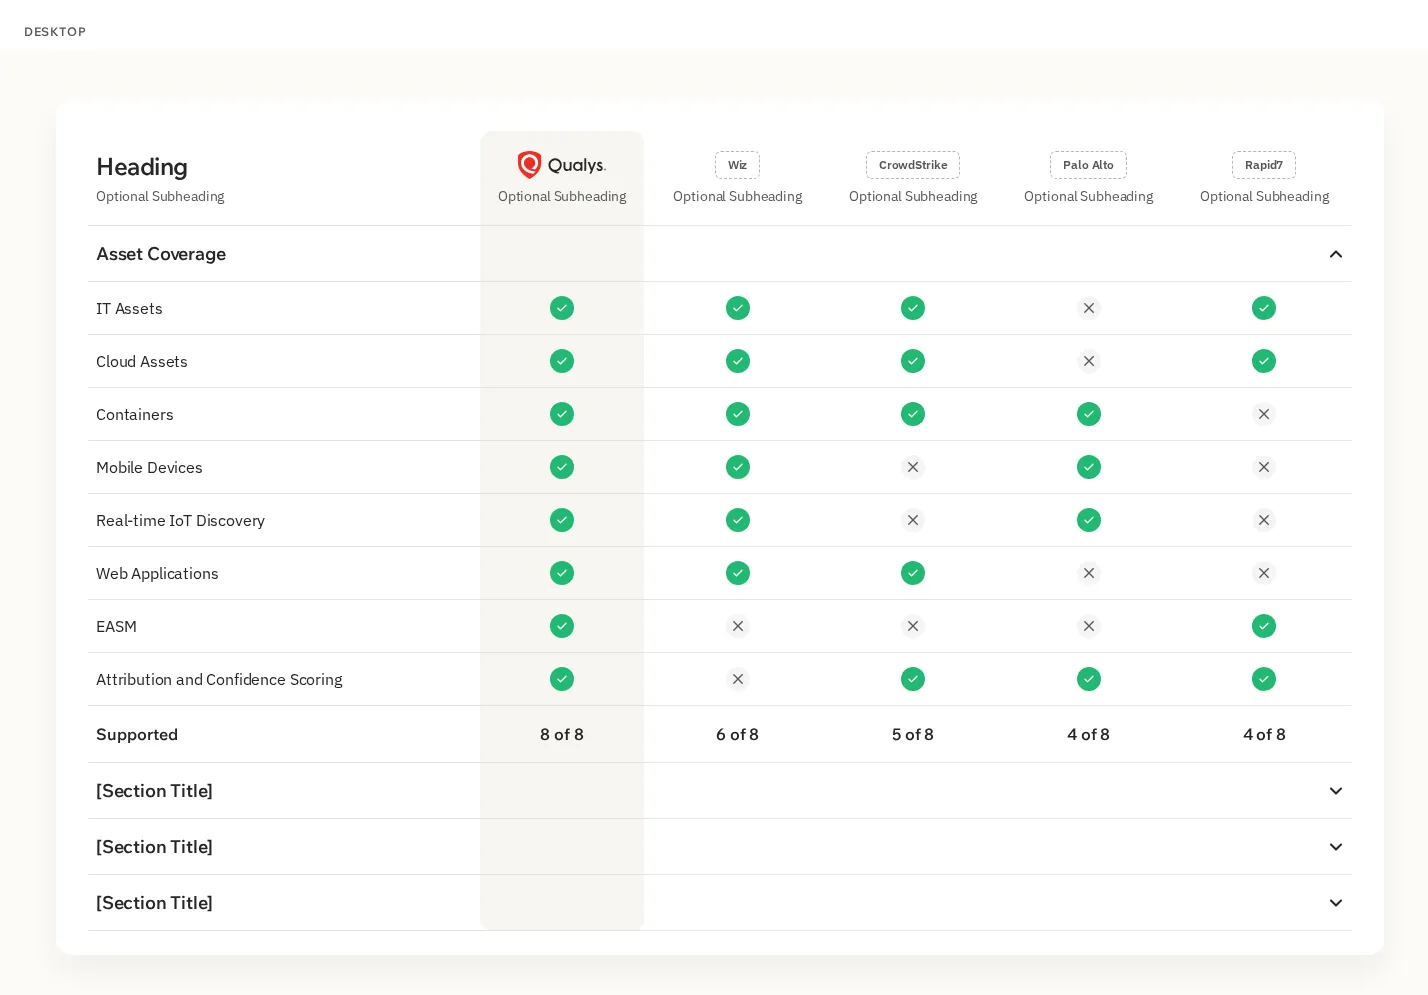 DESKTOP
Heading
Optional Subheading
Qualys.
Optional Subheading
Wiz
Optional Subheading
CrowdStrike
Optional Subheading
Palo Alto
Optional Subheading
Rapid7
Optional Subheading
Asset Coverage
IT Assets
Cloud Assets
Containers
Mobile Devices
Real-time IoT Discovery
Web Applications
EASM
Attribution and Confidence Scoring
Supported 8 of 8 6 of 8 5 of 8 4 of 8 4 of 8
[Section Title]
[Section Title]
[Section Title]